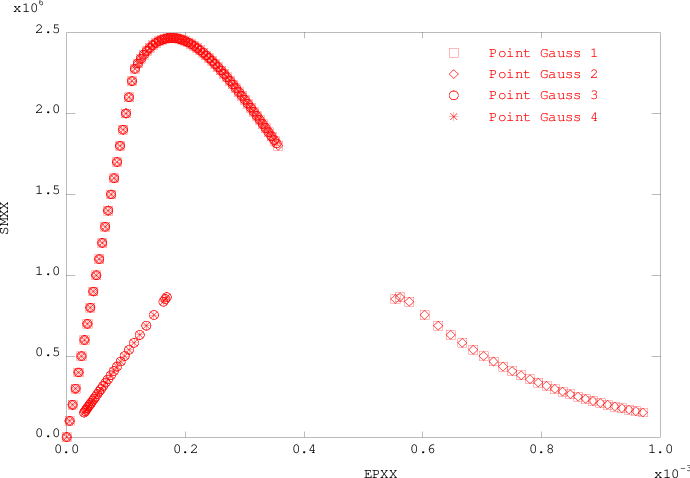 x10⁶
2.5
Point Gauss 1
Point Gauss 2
Point Gauss 3
Point Gauss 4
2.0
1.5
SMXX
1.0
0.5
0.0
0.0 0.2 0.4 0.6 0.8 1.0
EPXX
x10⁻³